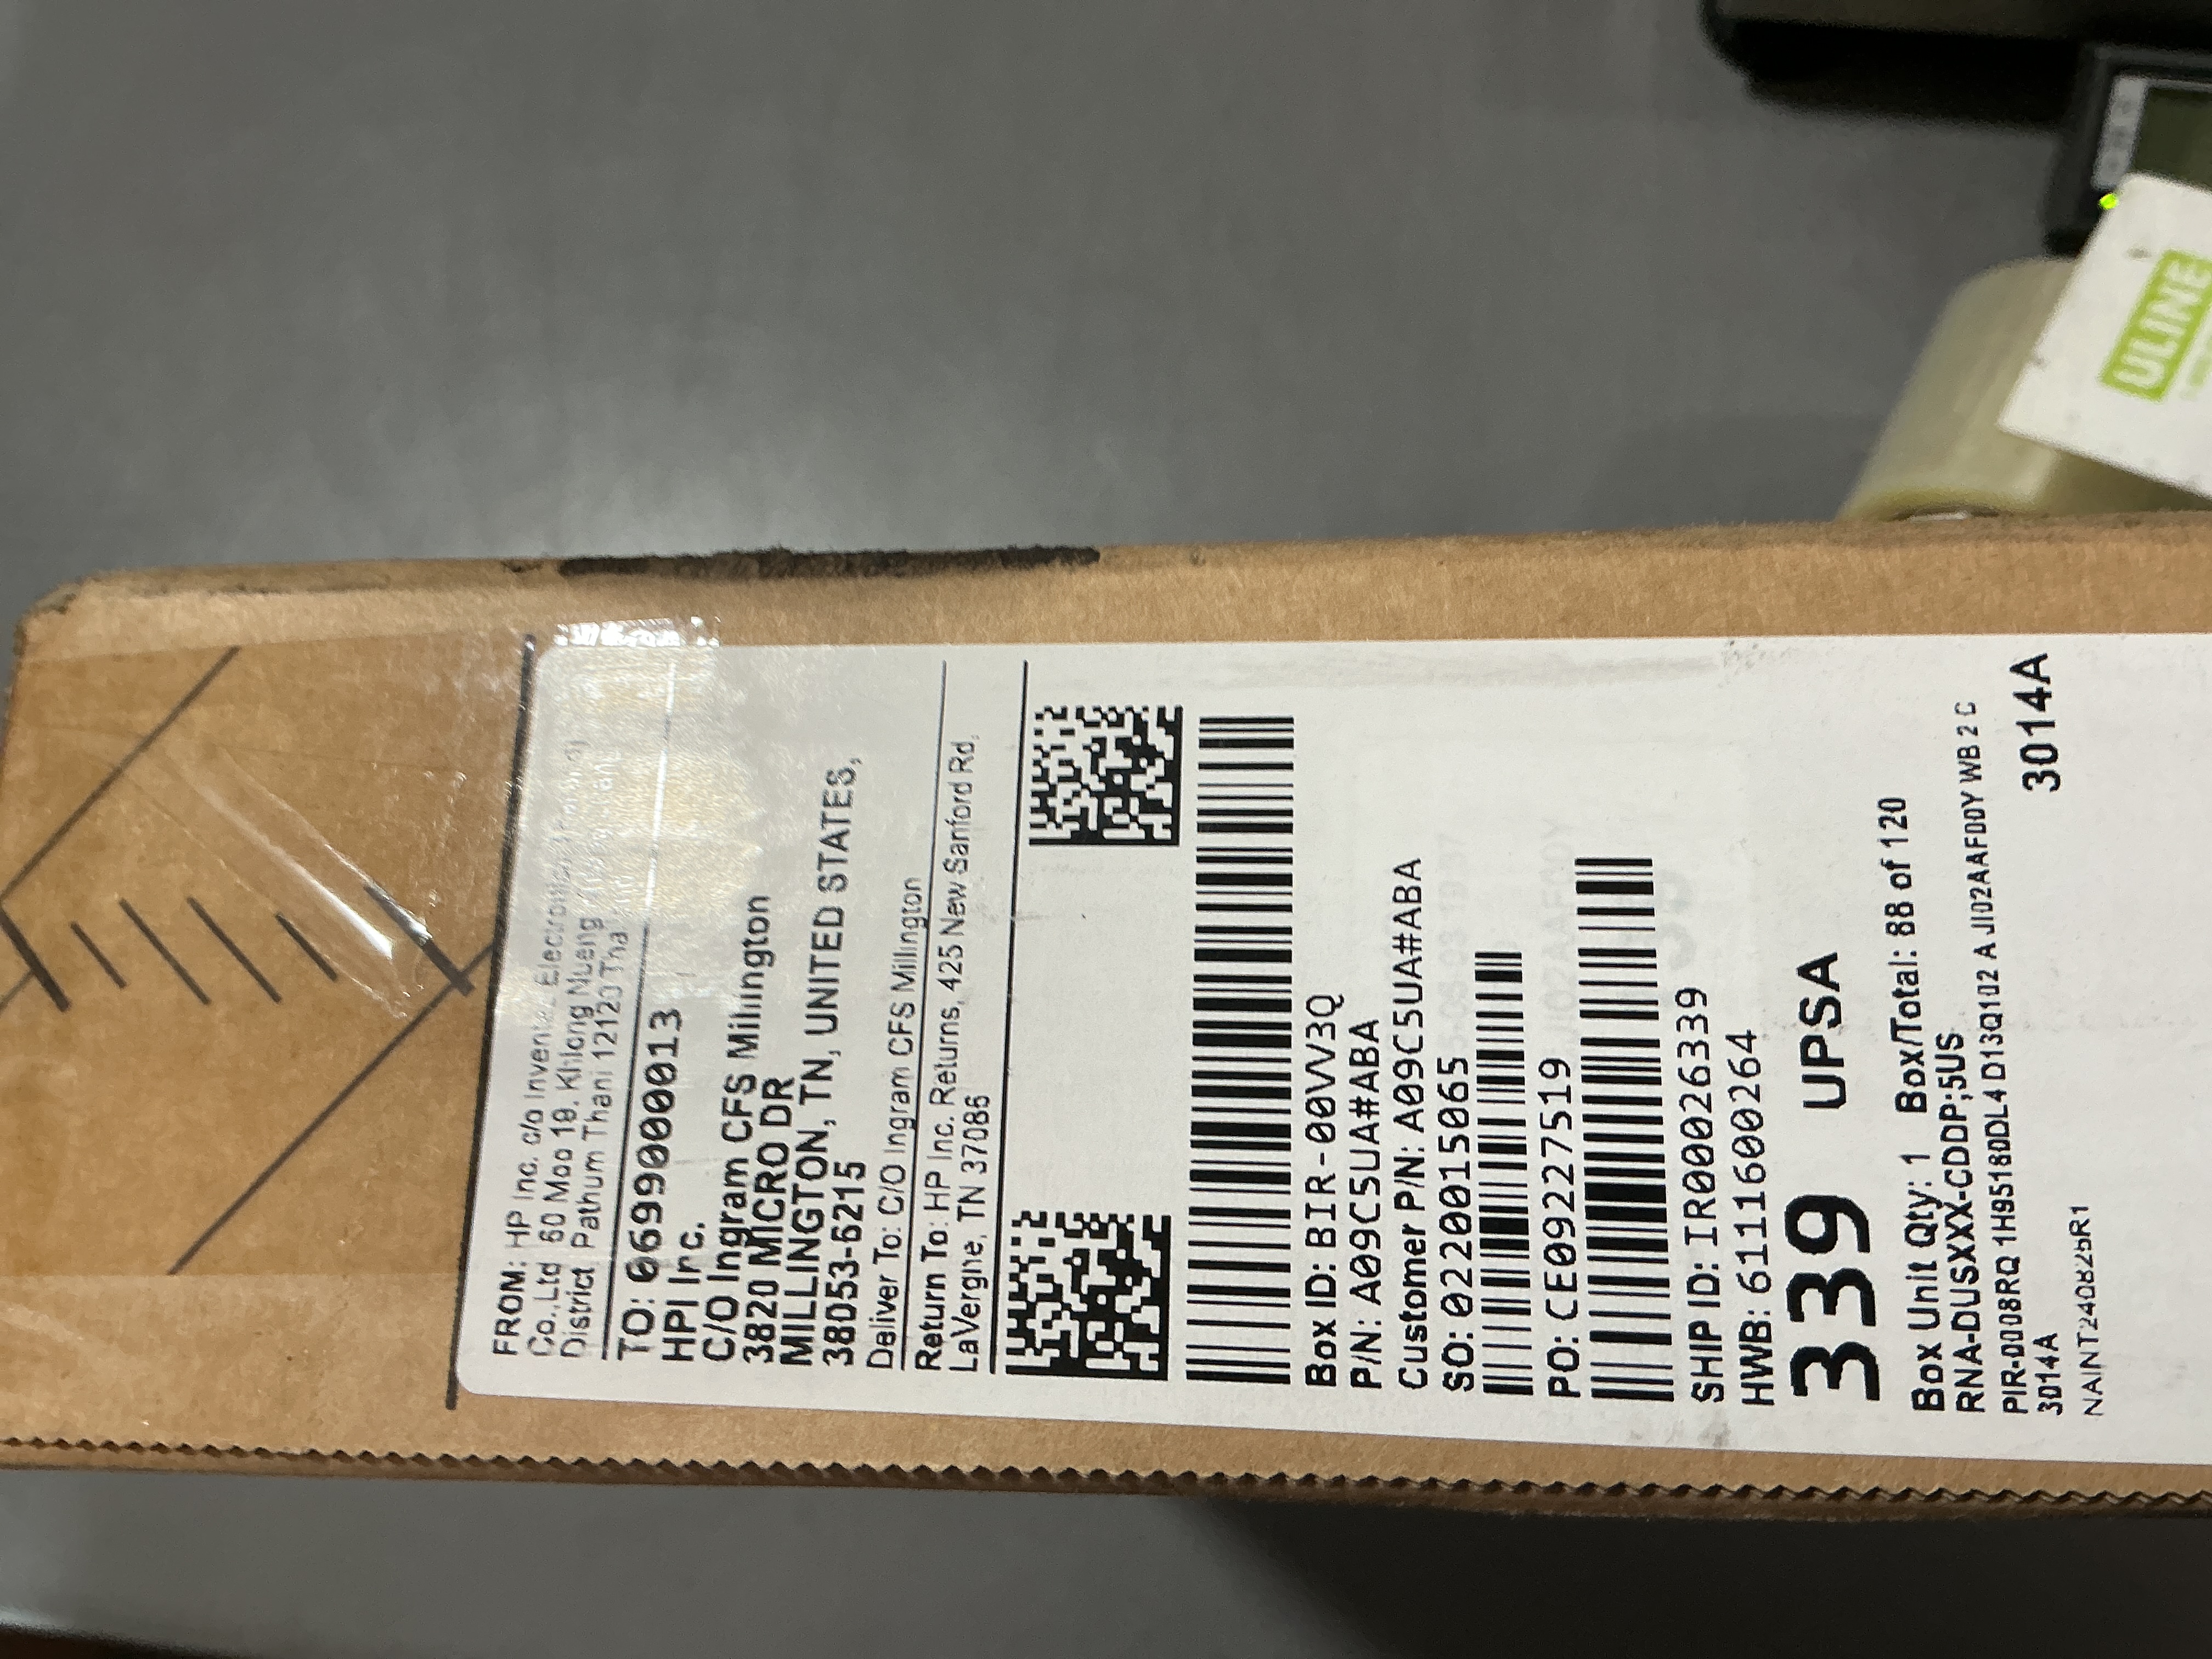 FROM: HP Inc. c/o Inventec Electronics
Co.,Ltd 60 Moo 19, Khlong Nueng
District Pathum Thani 12120
TO: 0699000013
HPI Inc.
C/O Ingram CFS Millington
3820 MICRO DR
MILLINGTON, TN, UNITED STATES,
38053-6215
Deliver To: C/O Ingram CFS Millington
Return To: HP Inc. Returns, 425 New Sanford Rd,
LaVergne, TN 37086
Box ID: BIR-00VV3Q
P/N: A09C5UA#ABA
Customer P/N: A09C5UA#ABA
SO: 0220015065
PO: CE09227519
SHIP ID: IR00026339
HWB: 6111600264
339 UPSA
Box Unit Qty: 1 Box/Total: 88 of 120
RNA-DUSXXX-CDDP;5US
PIR-0008RQ 1H95180DL4 D13Q102 A JI02AAF00Y WB 2 C
3014A 3014A
NAINT240825R1
ULINE